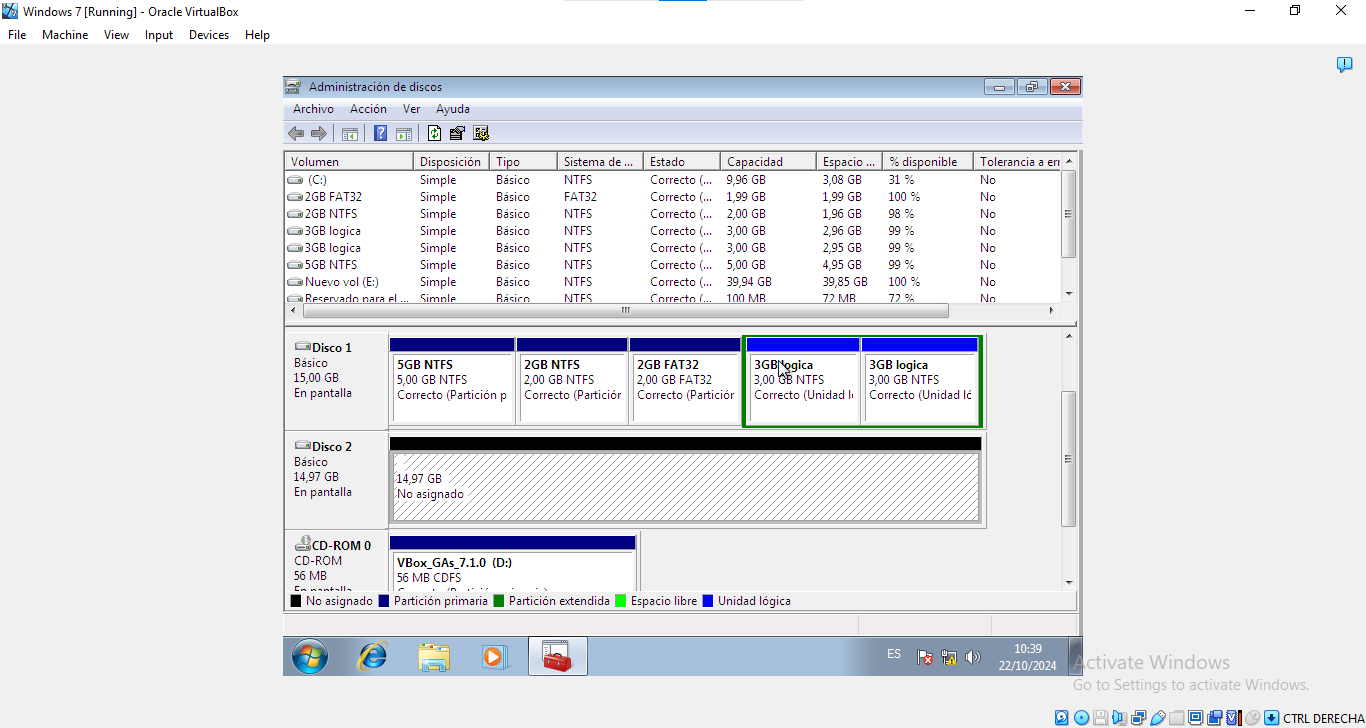 Windows 7 [Running] - Oracle VirtualBox
File Machine View Input Devices Help
Administración de discos
Archivo Acción Ver Ayuda
Volumen Disposición Tipo Sistema de ... Estado Capacidad Espacio ... % disponible Tolerancia a err
(C:) Simple Básico NTFS Correcto (... 9,96 GB 3,08 GB 31 % No
2GB FAT32 Simple Básico FAT32 Correcto (... 1,99 GB 1,99 GB 100 % No
2GB NTFS Simple Básico NTFS Correcto (... 2,00 GB 1,96 GB 98 % No
3GB logica Simple Básico NTFS Correcto (... 3,00 GB 2,96 GB 99 % No
3GB logica Simple Básico NTFS Correcto (... 3,00 GB 2,95 GB 99 % No
5GB NTFS Simple Básico NTFS Correcto (... 5,00 GB 4,95 GB 99 % No
Nuevo vol (E:) Simple Básico NTFS Correcto (... 39,94 GB 39,85 GB 100 % No
Reservado para el ... Simple Básico NTFS Correcto (... 100 MB 72 MB 72 % No
Disco 1
Básico
15,00 GB
En pantalla
5GB NTFS
5,00 GB NTFS
Correcto (Partición p
2GB NTFS
2,00 GB NTFS
Correcto (Partición
2GB FAT32
2,00 GB FAT32
Correcto (Partición
3GB logica
3,00 GB NTFS
Correcto (Unidad l
3GB logica
3,00 GB NTFS
Correcto (Unidad ló
Disco 2
Básico
14,97 GB
En pantalla
14,97 GB
No asignado
CD-ROM 0
CD-ROM
56 MB
En pantalla
VBox_GAs_7.1.0 (D:)
56 MB CDFS
No asignado Partición primaria Partición extendida Espacio libre Unidad lógica
ES
10:39
22/10/2024
Activate Windows
Go to Settings to activate Windows.
CTRL DERECHA